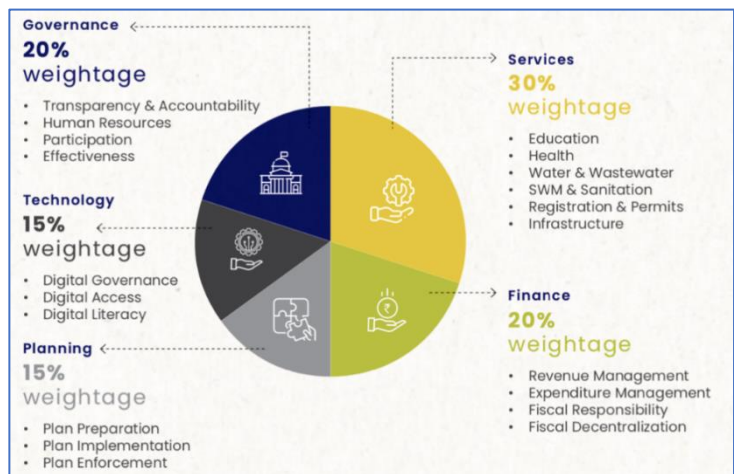 Governance
20%
weightage
• Transparency & Accountability
• Human Resources
• Participation
• Effectiveness
Technology
15%
weightage
• Digital Governance
• Digital Access
• Digital Literacy
Planning
15%
weightage
• Plan Preparation
• Plan Implementation
• Plan Enforcement
Services
30%
weightage
• Education
• Health
• Water & Wastewater
• SWM & Sanitation
• Registration & Permits
• Infrastructure
₹
Finance
20%
weightage
• Revenue Management
• Expenditure Management
• Fiscal Responsibility
• Fiscal Decentralization